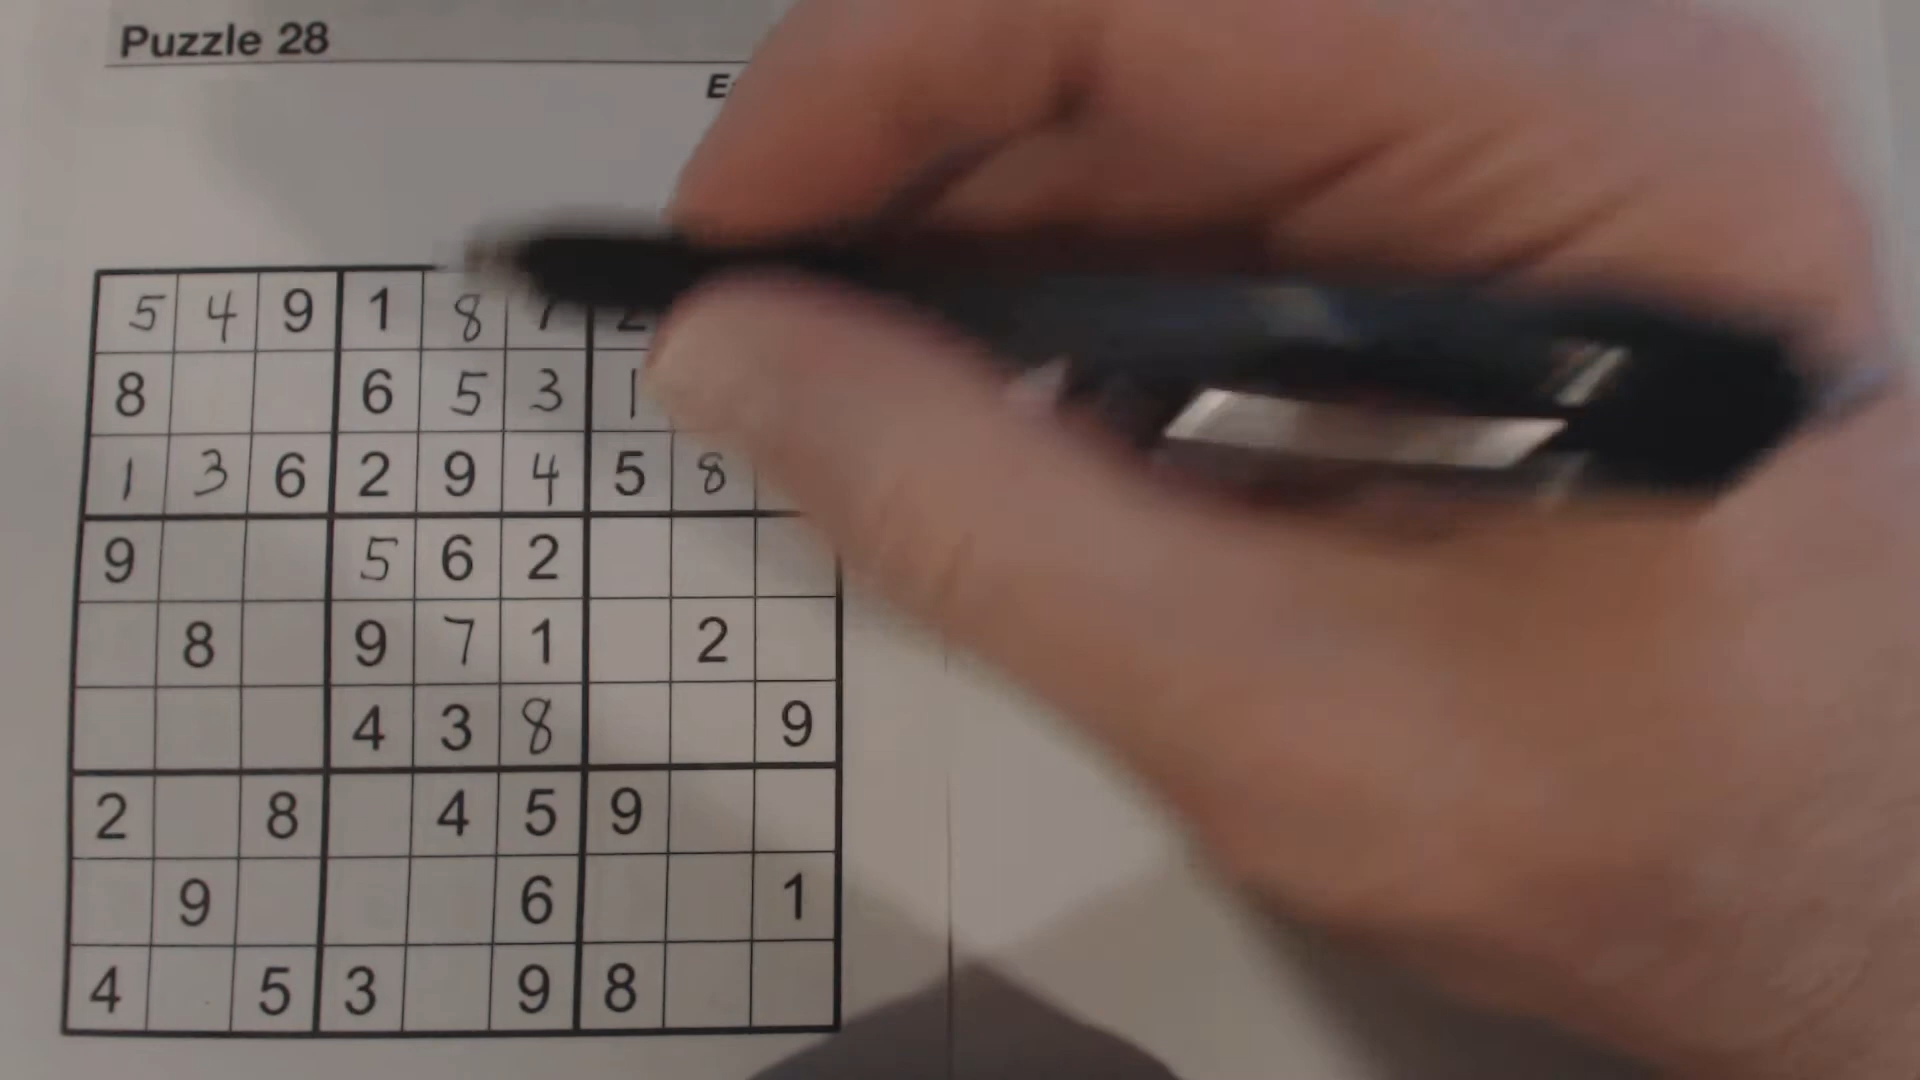 Puzzle 28
5 4 9 1 8 7 2
8 6 5 3 1
1 3 6 2 9 4 5 8
9 5 6 2
8 9 7 1 2
4 3 8 9
2 8 4 5 9
9 6 1
4 5 3 9 8